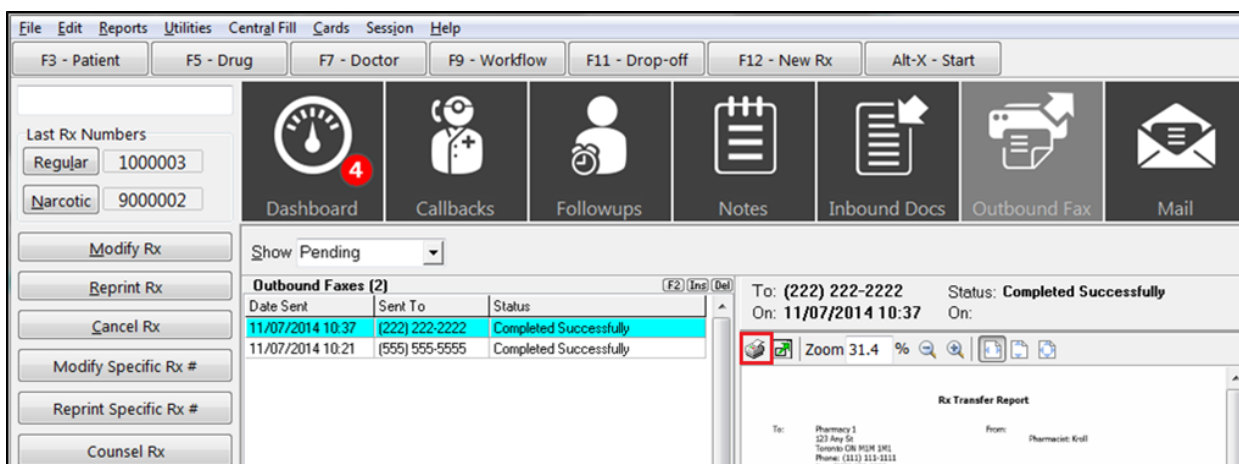 File Edit Reports Utilities Central Fill Cards Session Help
F3 - Patient F5 - Drug F7 - Doctor F9 - Workflow F11 - Drop-off F12 - New Rx Alt-X - Start
Last Rx Numbers
Regular 1000003
Narcotic 9000002
4
Dashboard Callbacks Followups Notes Inbound Docs Outbound Fax Mail
Modify Rx
Reprint Rx
Cancel Rx
Modify Specific Rx #
Reprint Specific Rx #
Counsel Rx
Show Pending
Outbound Faxes (2) F2 Ins Del
Date Sent Sent To Status
11/07/2014 10:37 (222) 222-2222 Completed Successfully
11/07/2014 10:21 (555) 555-5555 Completed Successfully
To: (222) 222-2222 Status: Completed Successfully
On: 11/07/2014 10:37 On:
Zoom 31.4 %
Rx Transfer Report
To: Pharmacy 1 From:
123 Any St Pharmacist: Kroll
Toronto ON M1M 1M1
Phone: (111) 111-1111